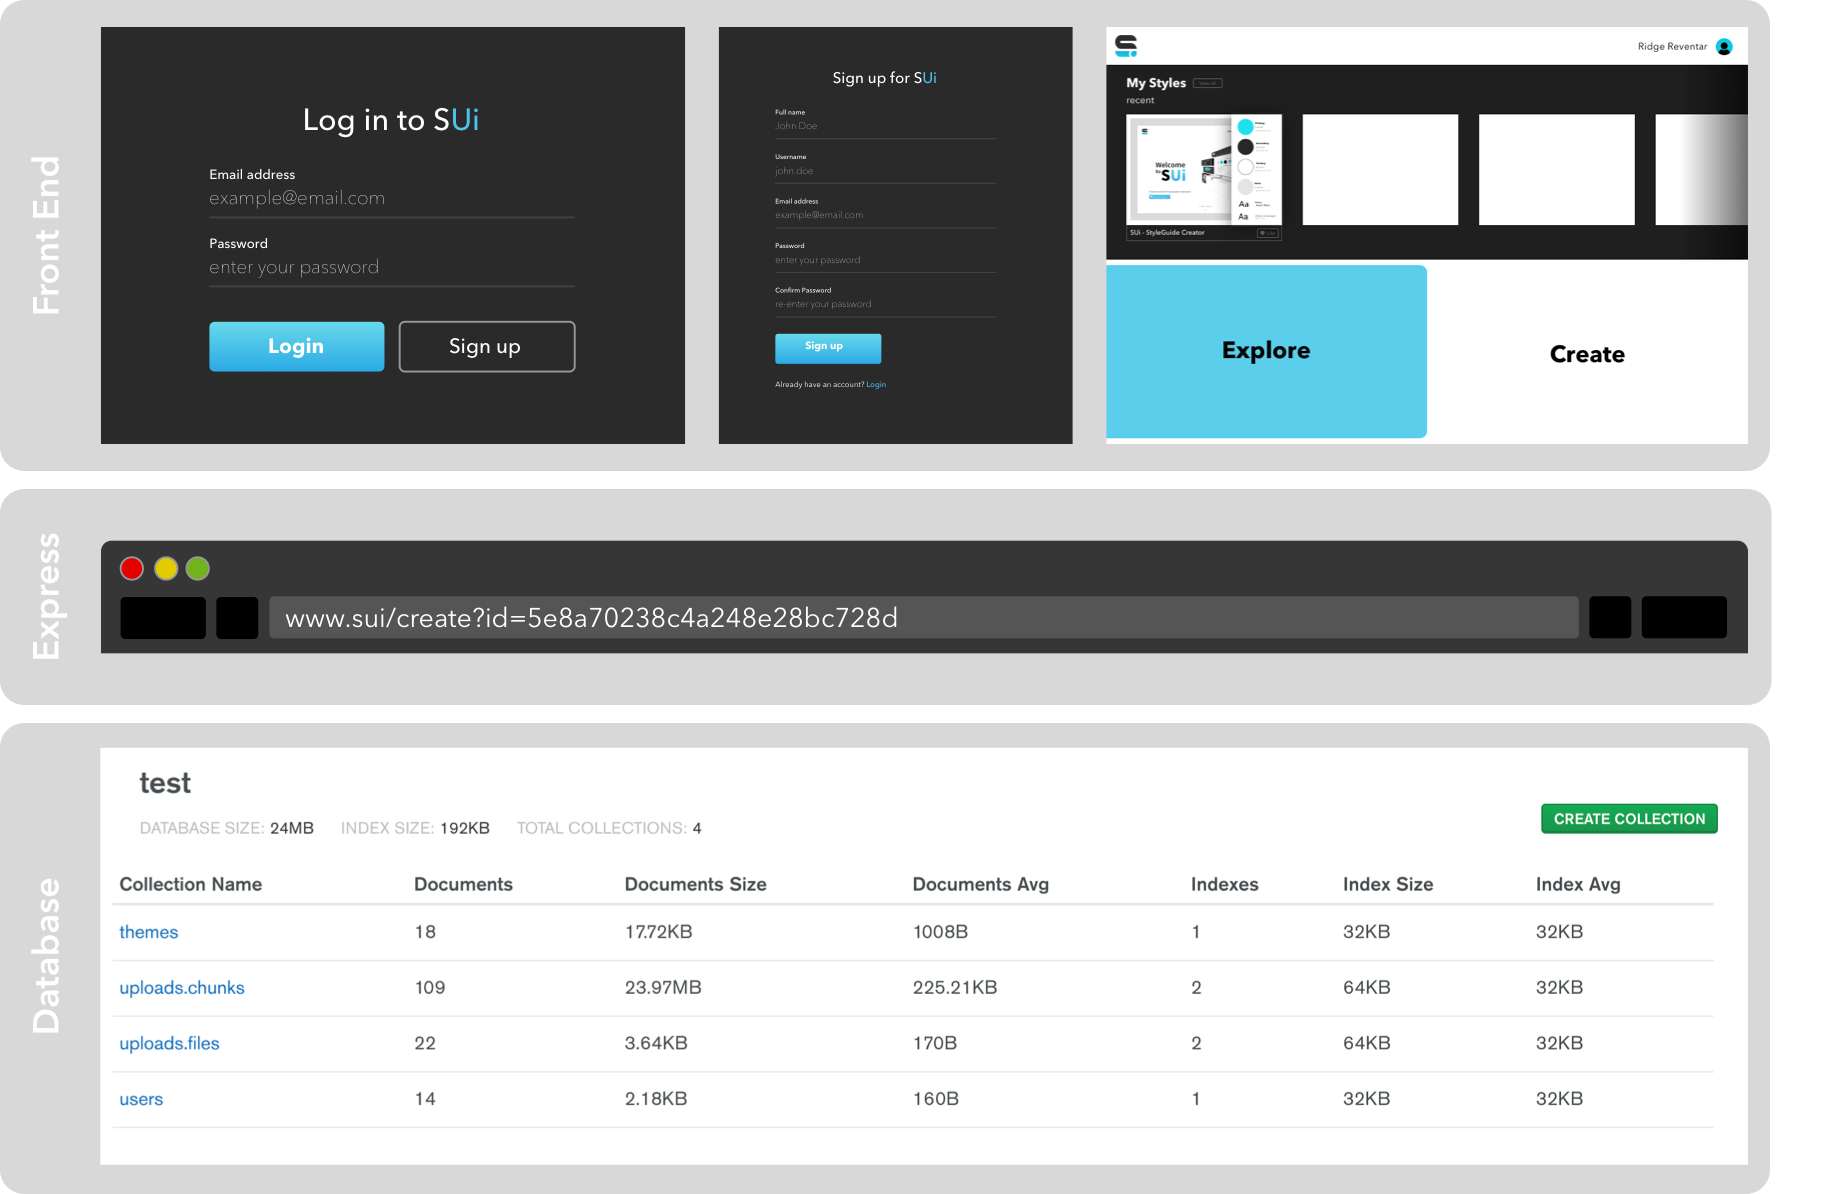 Front End
Log in to SUi
Email address
example@email.com
Password
enter your password
Login
Sign up
Sign up for SUi
Full name
John Doe
Username
john.doe
Email address
example@email.com
Password
enter your password
Confirm Password
re-enter your password
Sign up
Already have an account? Login
Ridge Reventar
My Styles
View all
recent
Welcome
to SUi
Aa
Aa
SUi - StyleGuide Creator
Explore
Create
Express
www.sui/create?id=5e8a70238c4a248e28bc728d
Database
test
DATABASE SIZE: 24MB INDEX SIZE: 192KB TOTAL COLLECTIONS: 4
CREATE COLLECTION
Collection Name Documents Documents Size Documents Avg Indexes Index Size Index Avg
themes 18 17.72KB 1008B 1 32KB 32KB
uploads.chunks 109 23.97MB 225.21KB 2 64KB 32KB
uploads.files 22 3.64KB 170B 2 64KB 32KB
users 14 2.18KB 160B 1 32KB 32KB